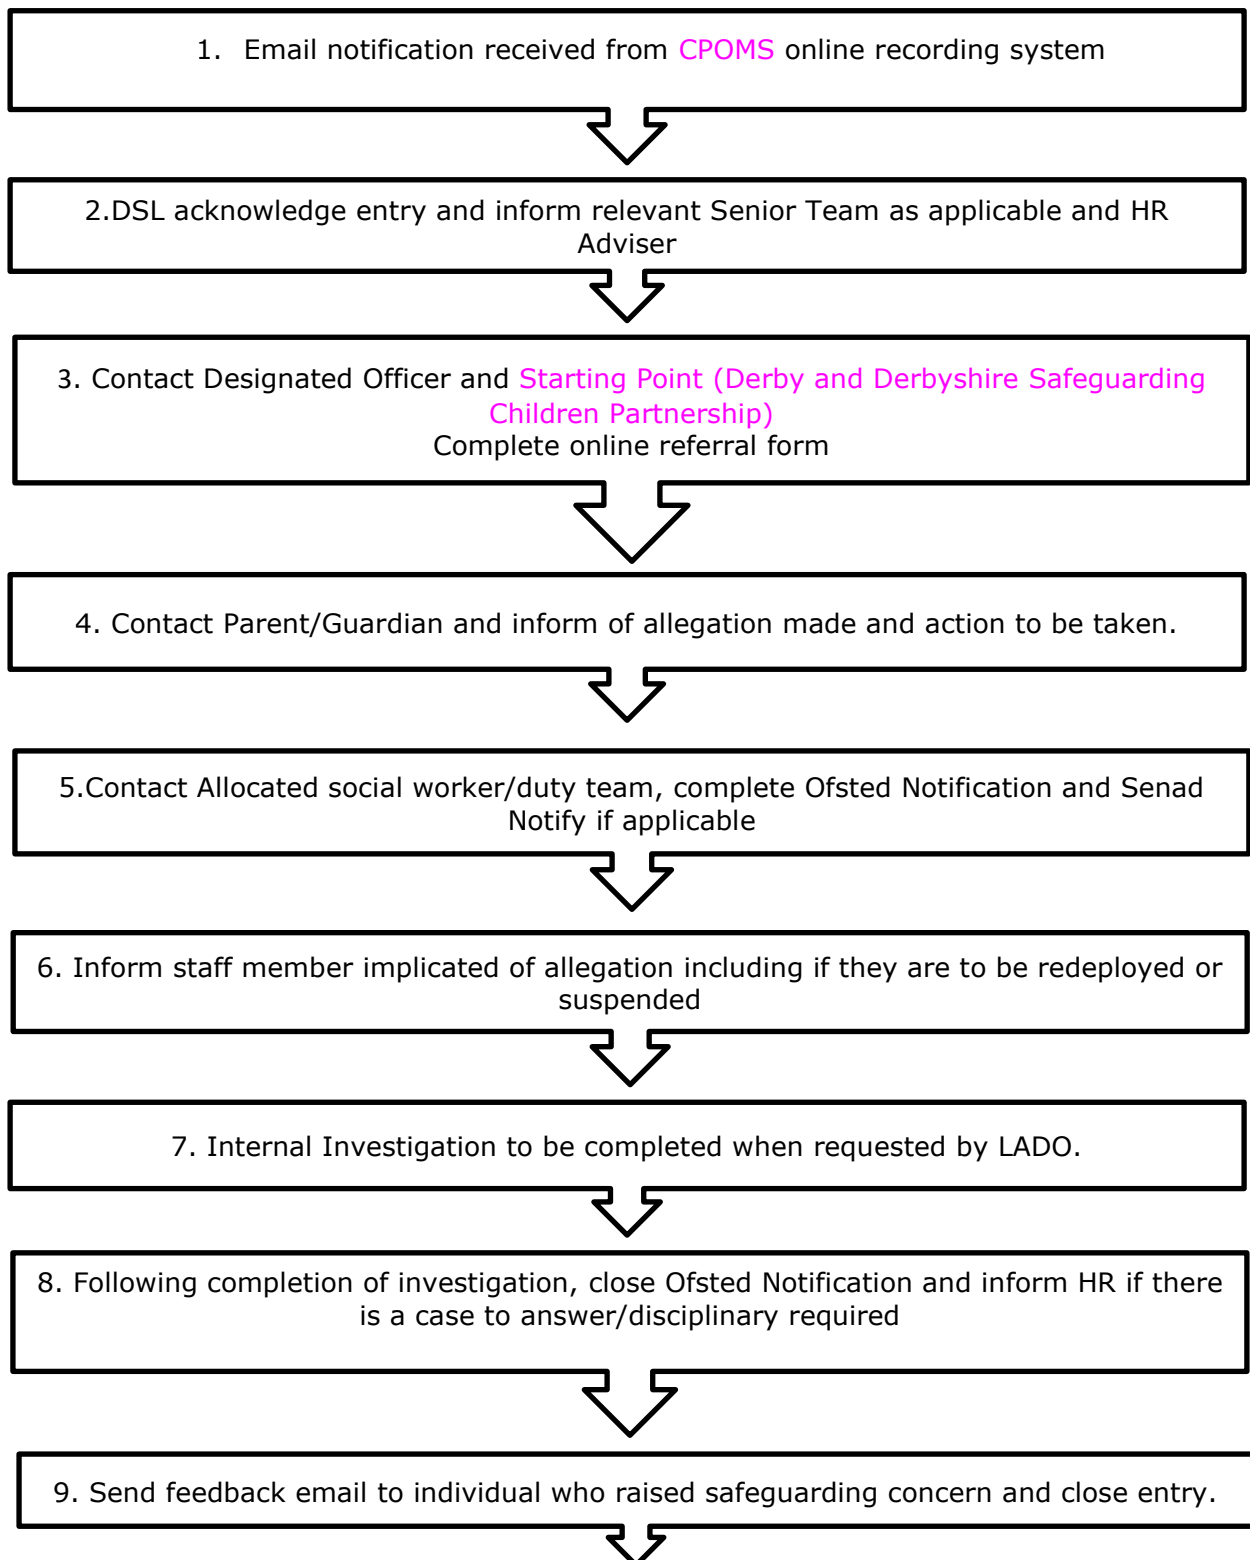 1. Email notification received from CPOMS online recording system
2.DSL acknowledge entry and inform relevant Senior Team as applicable and HR
Adviser
3. Contact Designated Officer and Starting Point (Derby and Derbyshire Safeguarding
Children Partnership)
Complete online referral form
4. Contact Parent/Guardian and inform of allegation made and action to be taken.
5.Contact Allocated social worker/duty team, complete Ofsted Notification and Senad
Notify if applicable
6. Inform staff member implicated of allegation including if they are to be redeployed or
suspended
7. Internal Investigation to be completed when requested by LADO.
8. Following completion of investigation, close Ofsted Notification and inform HR if there
is a case to answer/disciplinary required
9. Send feedback email to individual who raised safeguarding concern and close entry.